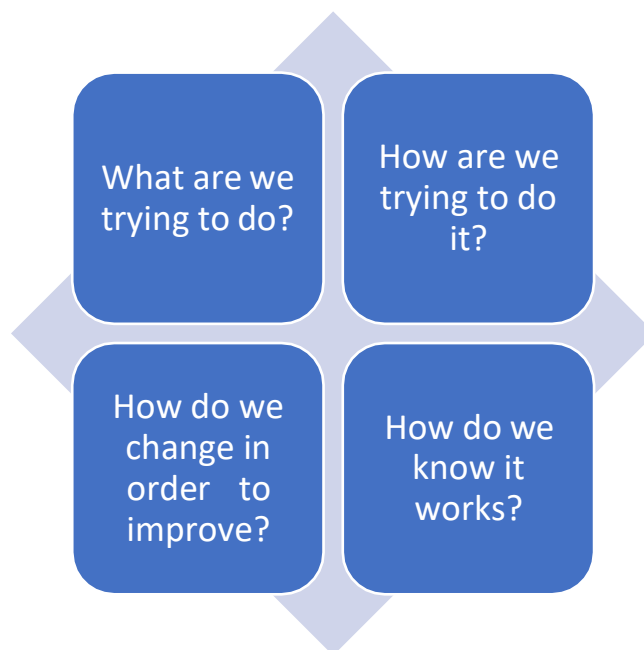 What are we
trying to do?
How are we
trying to do
it?
How do we
change in
order to
improve?
How do we
know it
works?